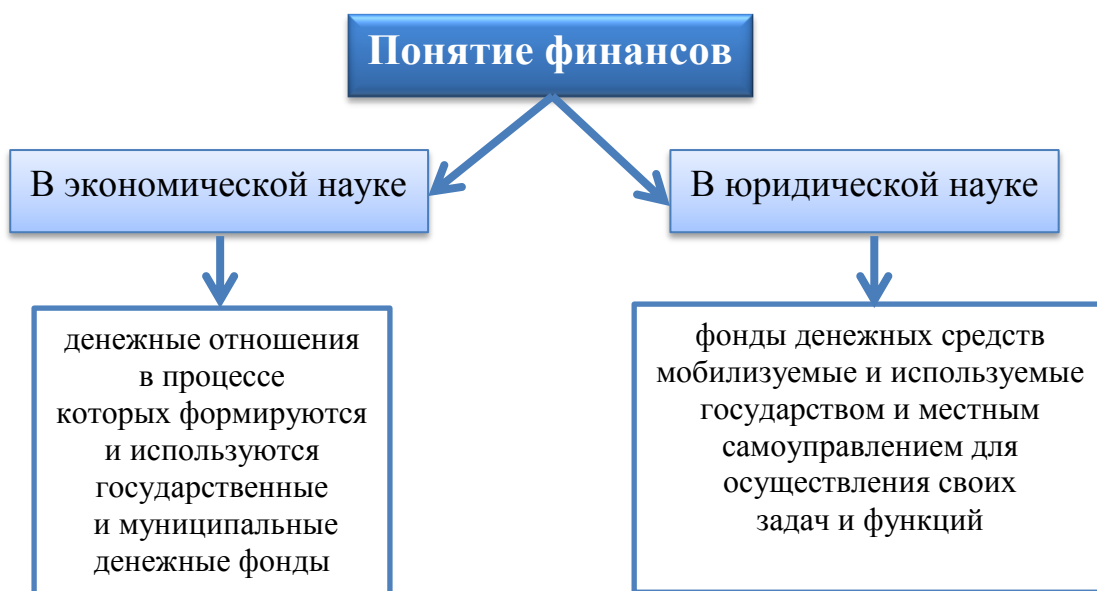 Понятие финансов
В экономической науке
В юридической науке
денежные отношения
в процессе
которых формируются
и используются
государственные
и муниципальные
денежные фонды
фонды денежных средств
мобилизуемые и используемые
государством и местным
самоуправлением для
осуществления своих
задач и функций